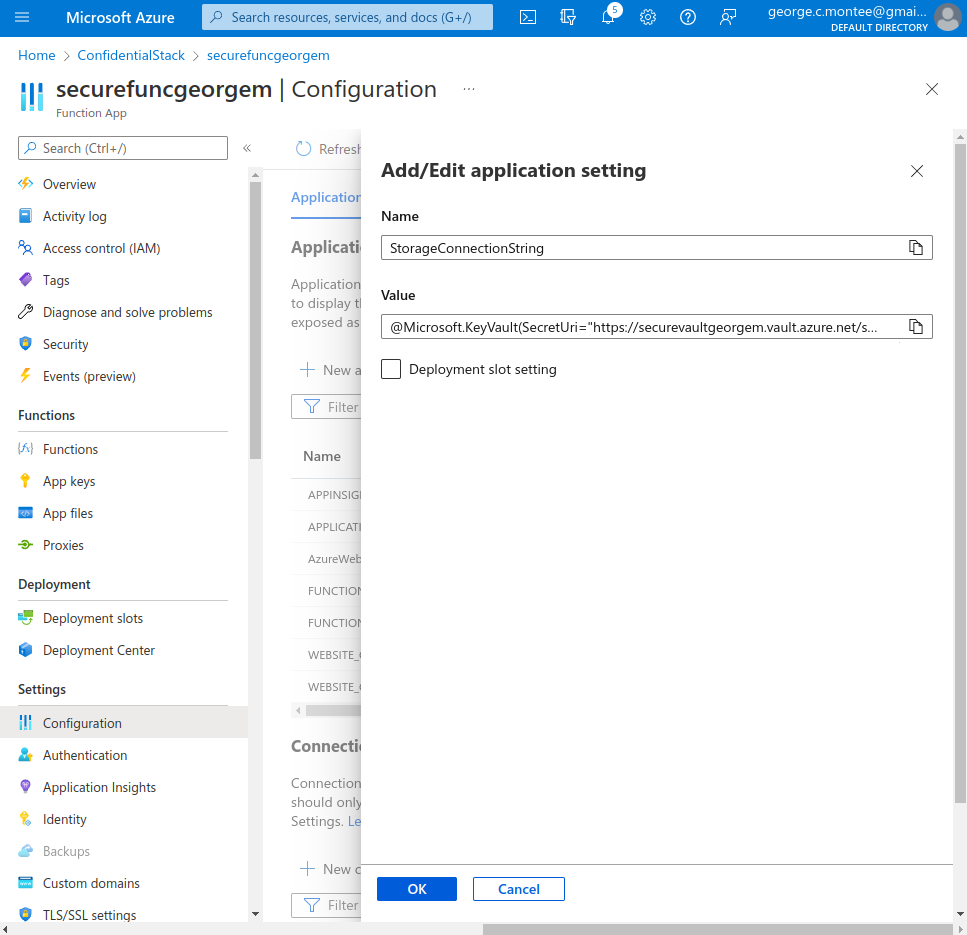 Microsoft Azure
Search resources, services, and docs (G+/)
5
george.c.montee@gmai...
DEFAULT DIRECTORY
Home > ConfidentialStack > securefuncgeorgem
securefuncgeorgem | Configuration ...
Function App
Search (Ctrl+/)
«
Overview
Activity log
Access control (IAM)
Tags
Diagnose and solve problems
Security
Events (preview)
Functions
Functions
App keys
App files
Proxies
Deployment
Deployment slots
Deployment Center
Settings
Configuration
Authentication
Application Insights
Identity
Backups
Custom domains
TLS/SSL settings
Refresh
Application
Applicati
Application
to display t
exposed as
New a
Filter
Name
APPINSIG
APPLICATI
AzureWeb
FUNCTION
FUNCTION
WEBSITE_
WEBSITE_
Connecti
Connection
should only
Settings. Le
New c
Filter
Add/Edit application setting
Name
StorageConnectionString
Value
@Microsoft.KeyVault(SecretUri="https://securevaultgeorgem.vault.azure.net/s...
Deployment slot setting
OK
Cancel